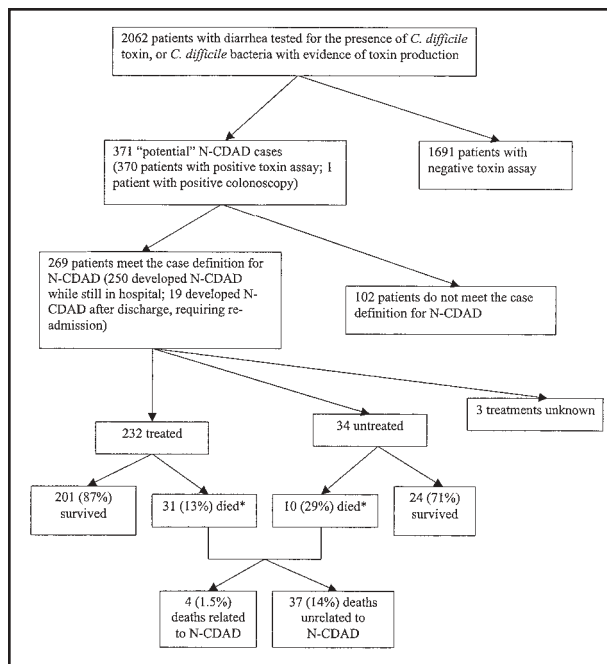 2062 patients with diarrhea tested for the presence of C. difficile
toxin, or C. difficile bacteria with evidence of toxin production
371 “potential” N-CDAD cases
(370 patients with positive toxin assay; 1
patient with positive colonoscopy)
1691 patients with
negative toxin assay
269 patients meet the case definition for
N-CDAD (250 developed N-CDAD
while still in hospital; 19 developed N-
CDAD after discharge, requiring re-
admission)
102 patients do not meet the case
definition for N-CDAD
3 treatments unknown
232 treated
34 untreated
201 (87%)
survived
31 (13%) died*
10 (29%) died*
24 (71%)
survived
4 (1.5%)
deaths related
to N-CDAD
37 (14%) deaths
unrelated to
N-CDAD